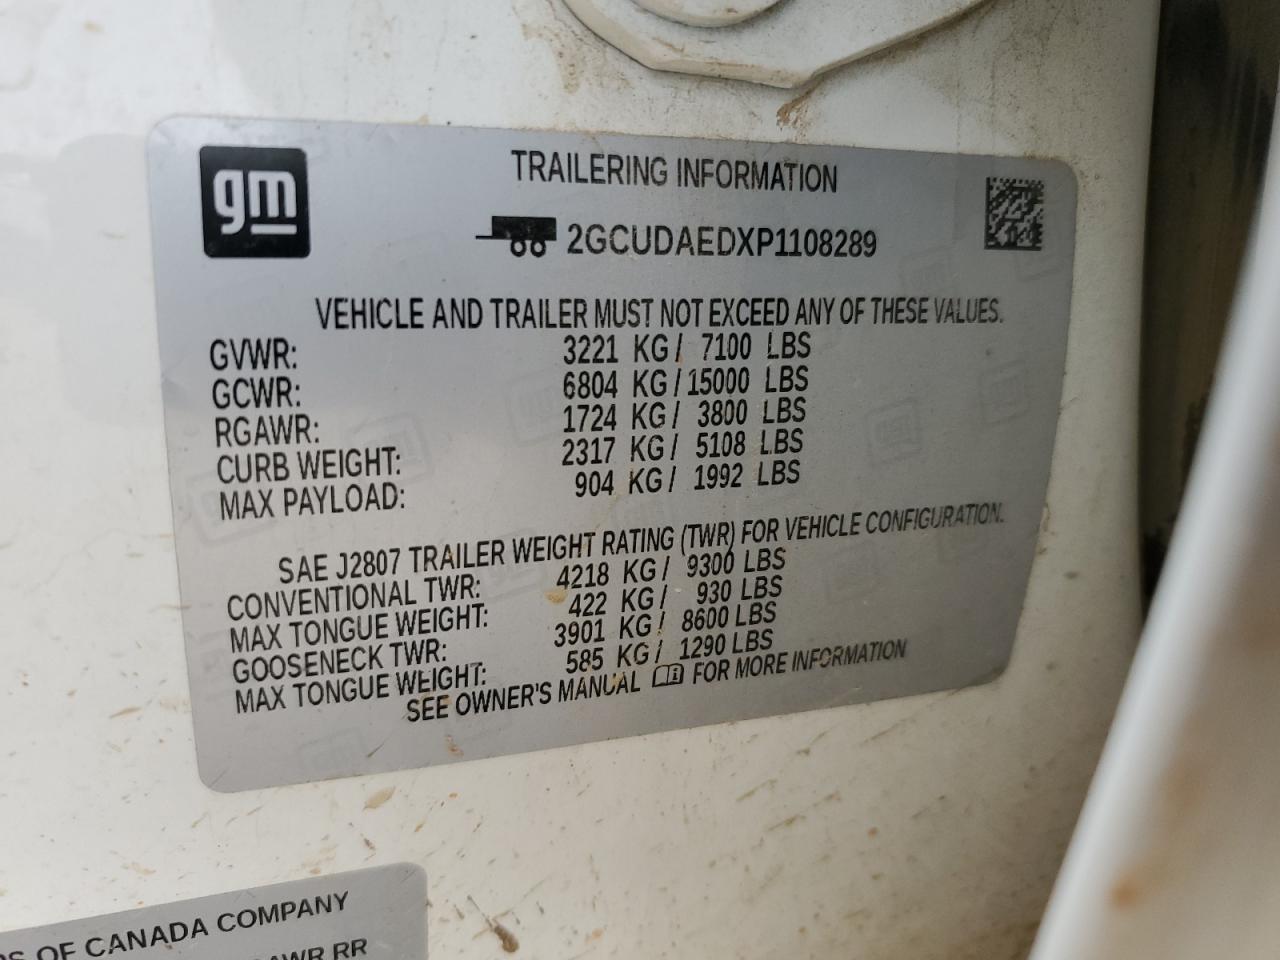 gm
TRAILERING INFORMATION
2GCUDAEDXP1108289
VEHICLE AND TRAILER MUST NOT EXCEED ANY OF THESE VALUES.
GVWR: 3221 KG / 7100 LBS
GCWR: 6804 KG / 15000 LBS
RGAWR: 1724 KG / 3800 LBS
CURB WEIGHT: 2317 KG / 5108 LBS
MAX PAYLOAD: 904 KG / 1992 LBS
SAE J2807 TRAILER WEIGHT RATING (TWR) FOR VEHICLE CONFIGURATION.
CONVENTIONAL TWR: 4218 KG / 9300 LBS
MAX TONGUE WEIGHT: 422 KG / 930 LBS
GOOSENECK TWR: 3901 KG / 8600 LBS
MAX TONGUE WEIGHT: 585 KG / 1290 LBS
SEE OWNER'S MANUAL FOR MORE INFORMATION
OF CANADA COMPANY
RR